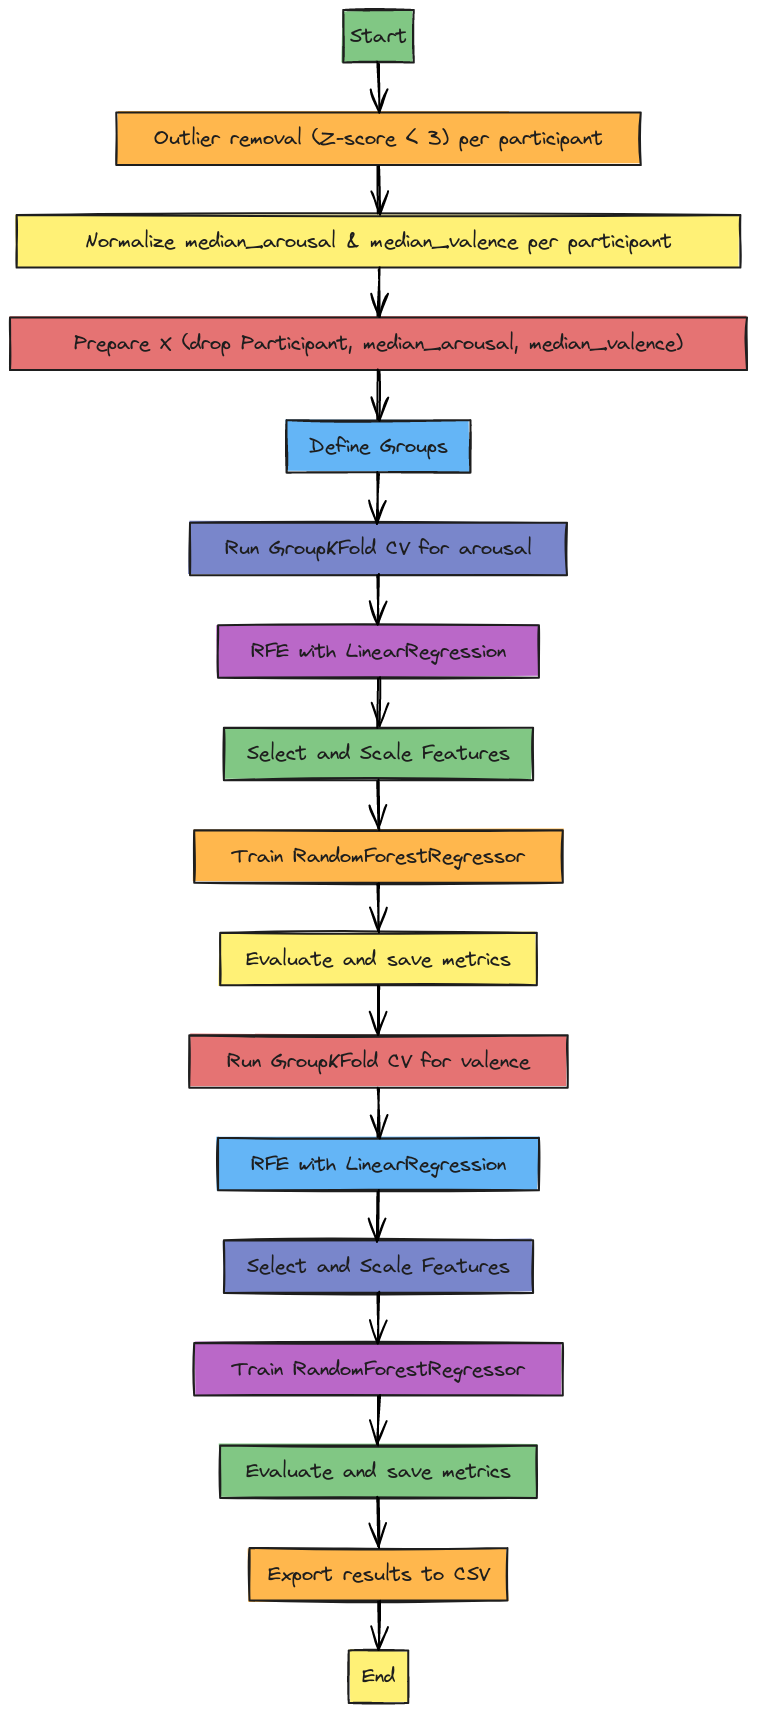 Start
Outlier removal (Z-score < 3) per participant
Normalize median_arousal & median_valence per participant
Prepare X (drop Participant, median_arousal, median_valence)
Define Groups
Run GroupKFold CV for arousal
RFE with LinearRegression
Select and Scale Features
Train RandomForestRegressor
Evaluate and save metrics
Run GroupKFold CV for valence
RFE with LinearRegression
Select and Scale Features
Train RandomForestRegressor
Evaluate and save metrics
Export results to CSV
End